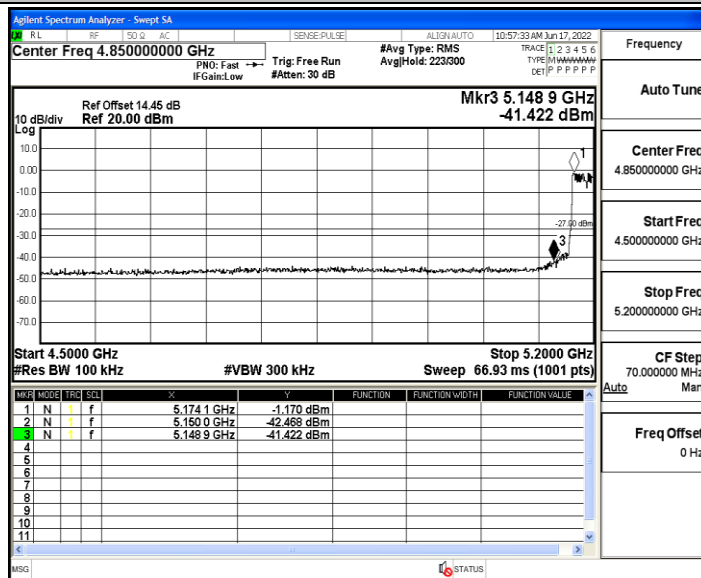 Agilent Spectrum Analyzer - Swept SA
RL RF 50 Ω AC SENSE:PULSE ALIGN AUTO 10:57:33 AM Jun 17, 2022
Center Freq 4.850000000 GHz #Avg Type: RMS TRACE 1 2 3 4 5 6
PNO: Fast Trig: Free Run Avg|Hold: 223/300 TYPE M
IFGain:Low #Atten: 30 dB DET P P P P P P
Ref Offset 14.45 dB Mkr3 5.148 9 GHz
10 dB/div Ref 20.00 dBm -41.422 dBm
Log
10.0
0.00
-10.0
-20.0
-30.0
-40.0
-50.0
-60.0
-70.0
1
-27.00 dBm
3
Start 4.5000 GHz Stop 5.2000 GHz
#Res BW 100 kHz #VBW 300 kHz Sweep 66.93 ms (1001 pts)
MKR MODE TRC SCL X Y FUNCTION FUNCTION WIDTH FUNCTION VALUE
1 N 1 f 5.174 1 GHz -1.170 dBm
2 N 1 f 5.150 0 GHz -42.468 dBm
3 N 1 f 5.148 9 GHz -41.422 dBm
4
5
6
7
8
9
10
11
MSG STATUS
Frequency
Auto Tune
Center Freq
4.850000000 GHz
Start Freq
4.500000000 GHz
Stop Freq
5.200000000 GHz
CF Step
70.000000 MHz
Auto Man
Freq Offset
0 Hz